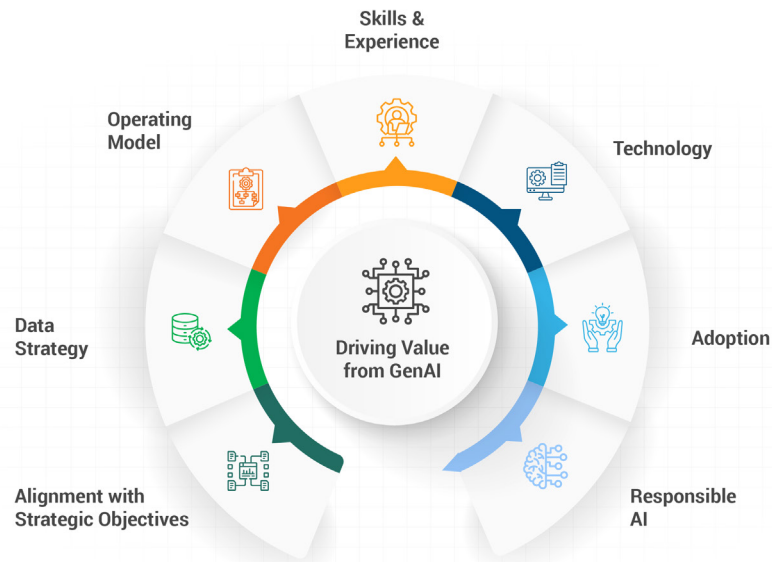 Skills &
Experience
Operating
Model
Technology
Data
Strategy
Driving Value
from GenAI
Adoption
Alignment with
Strategic Objectives
Responsible
AI